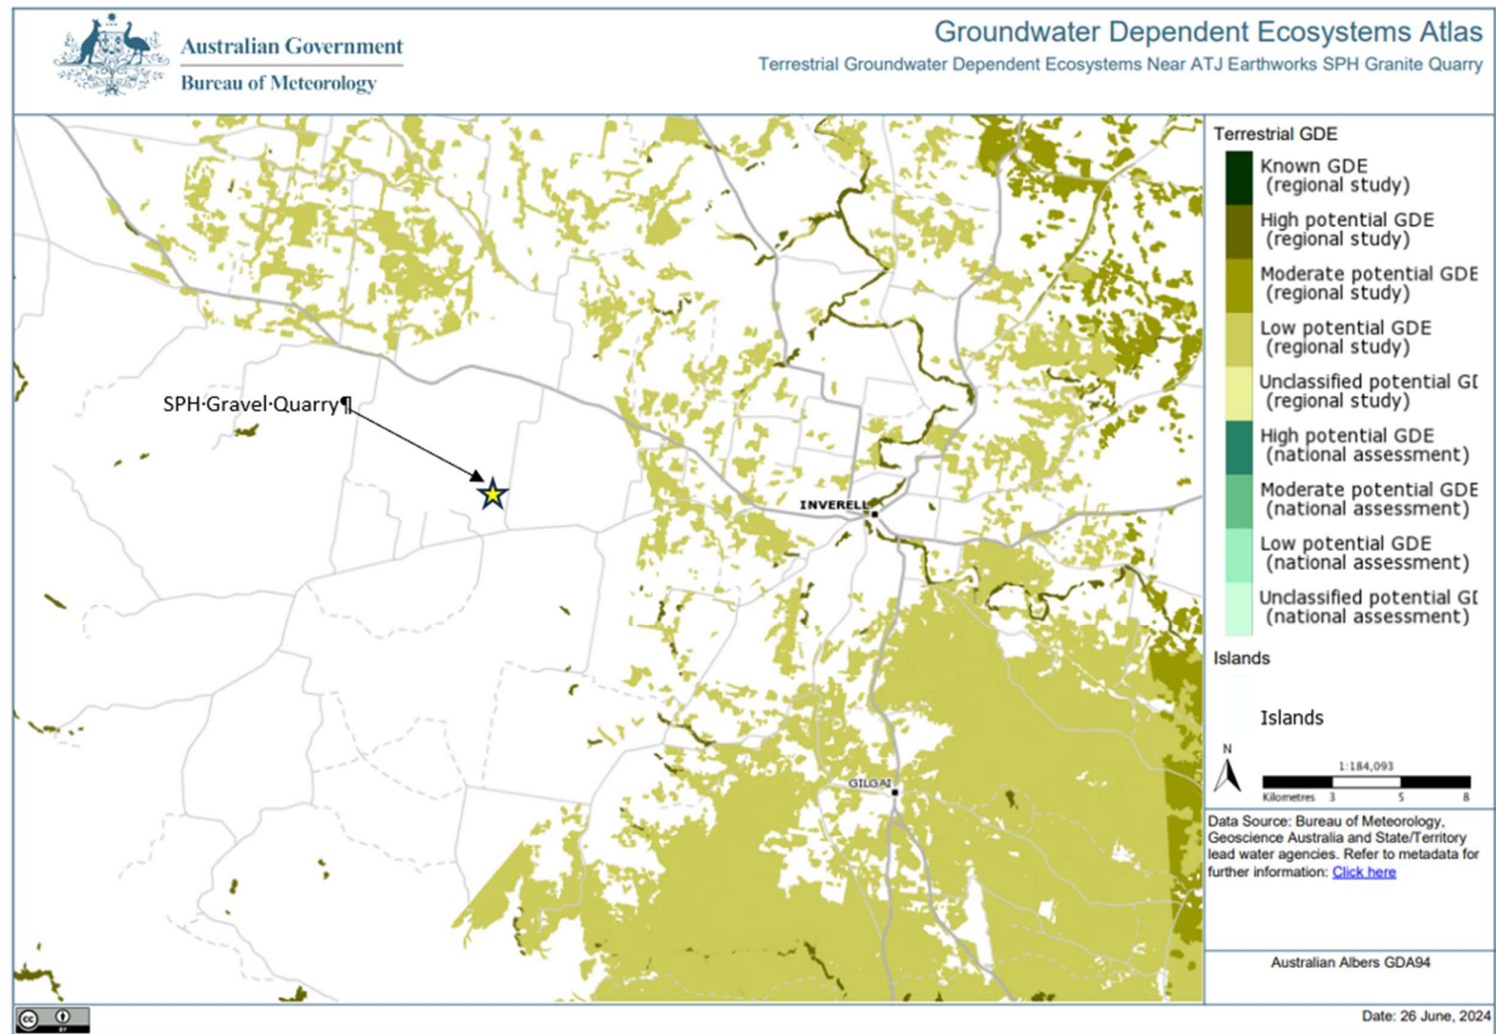 Australian Government
Bureau of Meteorology
Groundwater Dependent Ecosystems Atlas
Terrestrial Groundwater Dependent Ecosystems Near ATJ Earthworks SPH Granite Quarry
SPH·Gravel·Quarry¶
INVERELL
GILGAI
Terrestrial GDE
Known GDE
(regional study)
High potential GDE
(regional study)
Moderate potential GDE
(regional study)
Low potential GDE
(regional study)
Unclassified potential GI
(regional study)
High potential GDE
(national assessment)
Moderate potential GDE
(national assessment)
Low potential GDE
(national assessment)
Unclassified potential GI
(national assessment)
Islands
Islands
N
1:184,093
Kilometres 3 5 8
Data Source: Bureau of Meteorology,
Geoscience Australia and State/Territory
lead water agencies. Refer to metadata for
further information: Click here
Australian Albers GDA94
cc BY
Date: 26 June, 2024